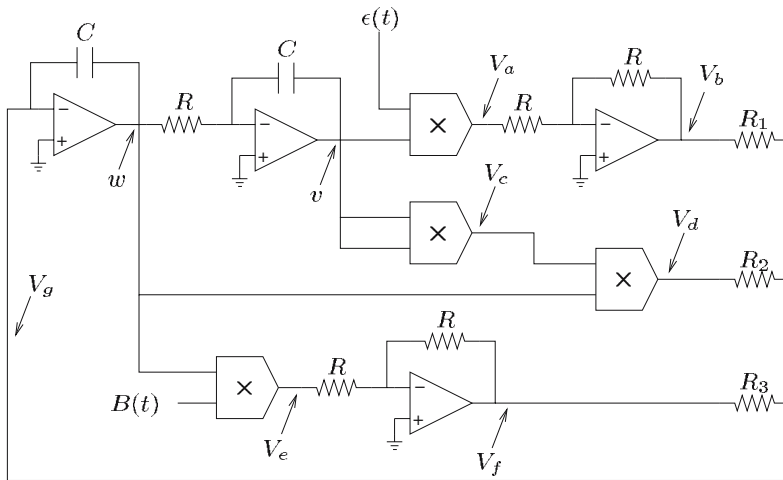 ϵ(t)
C
C
V_a
R
V_b
R
R
R_1
−
+
−
+
×
−
+
w
v
V_c
×
V_d
×
R_2
V_g
R
R
R_3
×
−
+
B(t)
V_e
V_f